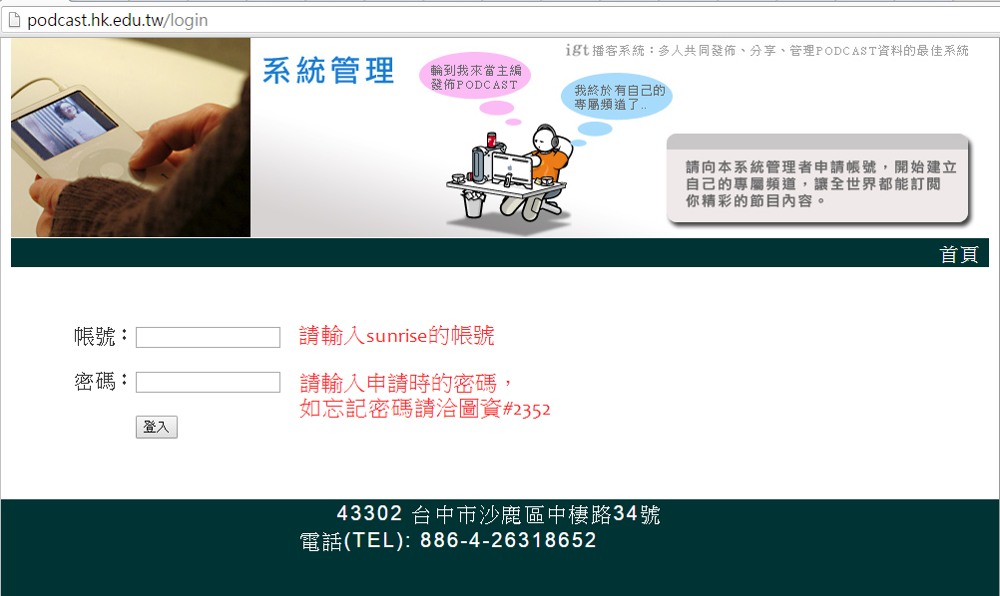 podcast.hk.edu.tw/login
igt 播客系統：多人共同發佈、分享、管理PODCAST資料的最佳系統
系統管理
輪到我來當主編
發佈PODCAST
我終於有自己的
專屬頻道了..
請向本系統管理者申請帳號，開始建立
自己的專屬頻道，讓全世界都能訂閱
你精彩的節目內容。
首頁
帳號：
請輸入sunrise的帳號
密碼：
請輸入申請時的密碼，
如忘記密碼請洽圖資#2352
登入
43302 台中市沙鹿區中棲路34號
電話(TEL): 886-4-26318652